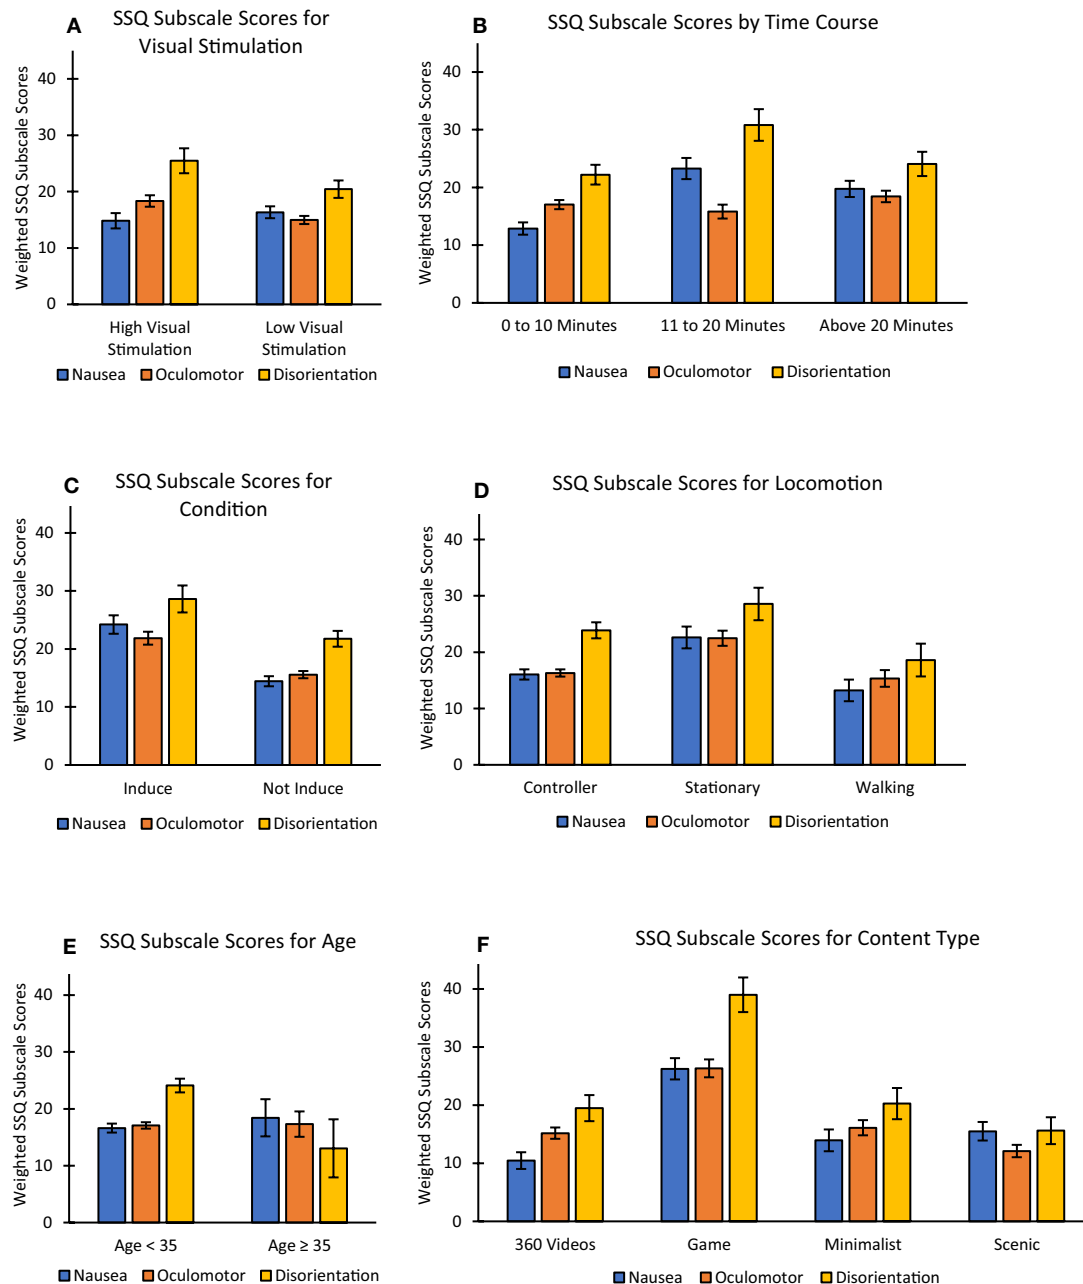 A
SSQ Subscale Scores for
Visual Stimulation
Weighted SSQ Subscale Scores
40
30
20
10
0
High Visual
Stimulation
Low Visual
Stimulation
Nausea Oculomotor Disorientation
B
SSQ Subscale Scores by Time Course
Weighted SSQ Subscale Scores
40
30
20
10
0
0 to 10 Minutes 11 to 20 Minutes Above 20 Minutes
Nausea Oculomotor Disorientation
C
SSQ Subscale Scores for
Condition
Weighted SSQ Subscale Scores
40
30
20
10
0
Induce Not Induce
Nausea Oculomotor Disorientation
D
SSQ Subscale Scores for Locomotion
Weighted SSQ Subscale Scores
40
30
20
10
0
Controller Stationary Walking
Nausea Oculomotor Disorientation
E
SSQ Subscale Scores for Age
Weighted SSQ Subscale Scores
40
30
20
10
0
Age < 35 Age ≥ 35
Nausea Oculomotor Disorientation
F
SSQ Subscale Scores for Content Type
Weighted SSQ Subscale Scores
40
30
20
10
0
360 Videos Game Minimalist Scenic
Nausea Oculomotor Disorientation